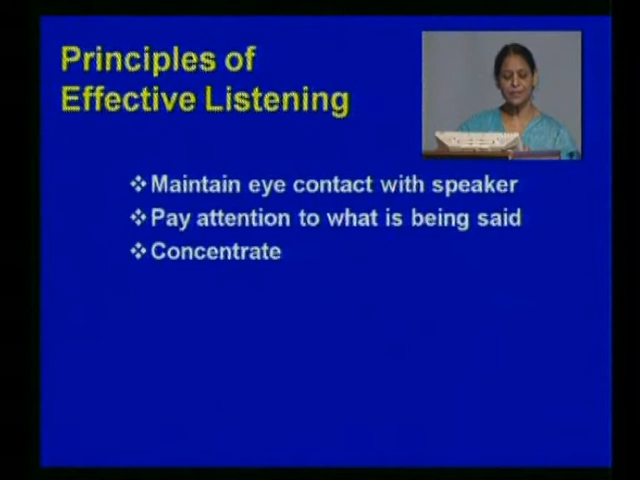 Principles of
Effective Listening
❖Maintain eye contact with speaker
❖Pay attention to what is being said
❖Concentrate